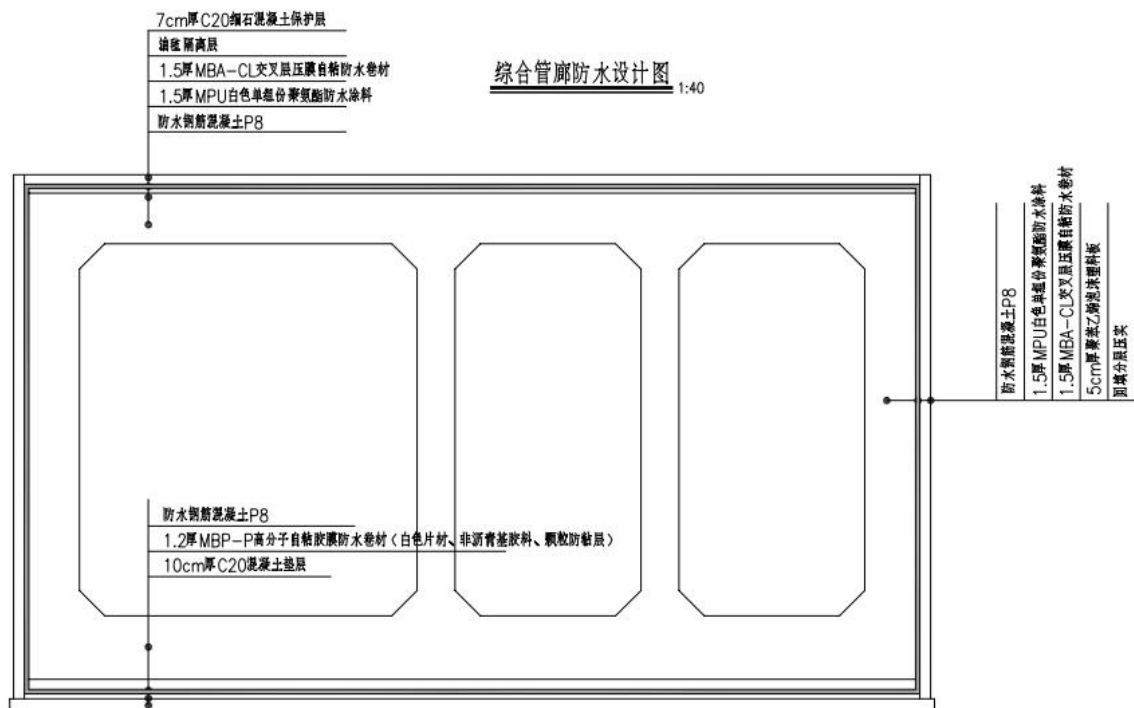 7cm厚C20细石混凝土保护层
油毡隔离层
1.5厚MBA-CL交叉层压膜自粘防水卷材
1.5厚MPU白色单组份聚氨酯防水涂料
防水钢筋混凝土P8
综合管廊防水设计图 1:40
防水钢筋混凝土P8
1.5厚MPU白色单组份聚氨酯防水涂料
1.5厚MBA-CL交叉层压膜自粘防水卷材
5cm厚聚苯乙烯泡沫塑料板
回填分层压实
防水钢筋混凝土P8
1.2厚MBP-P高分子自粘胶膜防水卷材（白色片材、非沥青基胶料、颗粒防粘层）
10cm厚C20混凝土垫层